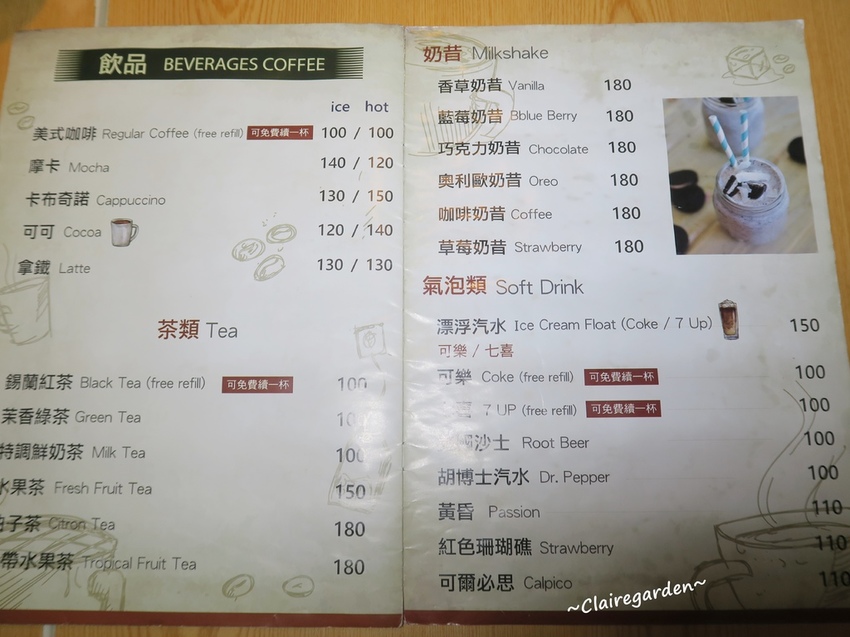 飲品 BEVERAGES COFFEE
ice hot
美式咖啡 Regular Coffee (free refill) 可免費續一杯 100 / 100
摩卡 Mocha 140 / 120
卡布奇諾 Cappuccino 130 / 150
可可 Cocoa 120 / 140
拿鐵 Latte 130 / 130
茶類 Tea
錫蘭紅茶 Black Tea (free refill) 可免費續一杯 100
茉香綠茶 Green Tea
特調鮮奶茶 Milk Tea 100
水果茶 Fresh Fruit Tea 150
子茶 Citron Tea 180
帶水果茶 Tropical Fruit Tea 180
奶昔 Milkshake
香草奶昔 Vanilla 180
藍莓奶昔 Bblue Berry 180
巧克力奶昔 Chocolate 180
奧利歐奶昔 Oreo 180
咖啡奶昔 Coffee 180
草莓奶昔 Strawberry 180
氣泡類 Soft Drink
漂浮汽水 Ice Cream Float (Coke / 7 Up) 150
可樂 / 七喜
可樂 Coke (free refill) 可免費續一杯 100
7 UP (free refill) 可免費續一杯 100
沙士 Root Beer 100
胡博士汽水 Dr. Pepper 100
黃昏 Passion 110
紅色珊瑚礁 Strawberry 110
可爾必思 Calpico 110
~Clairegarden~